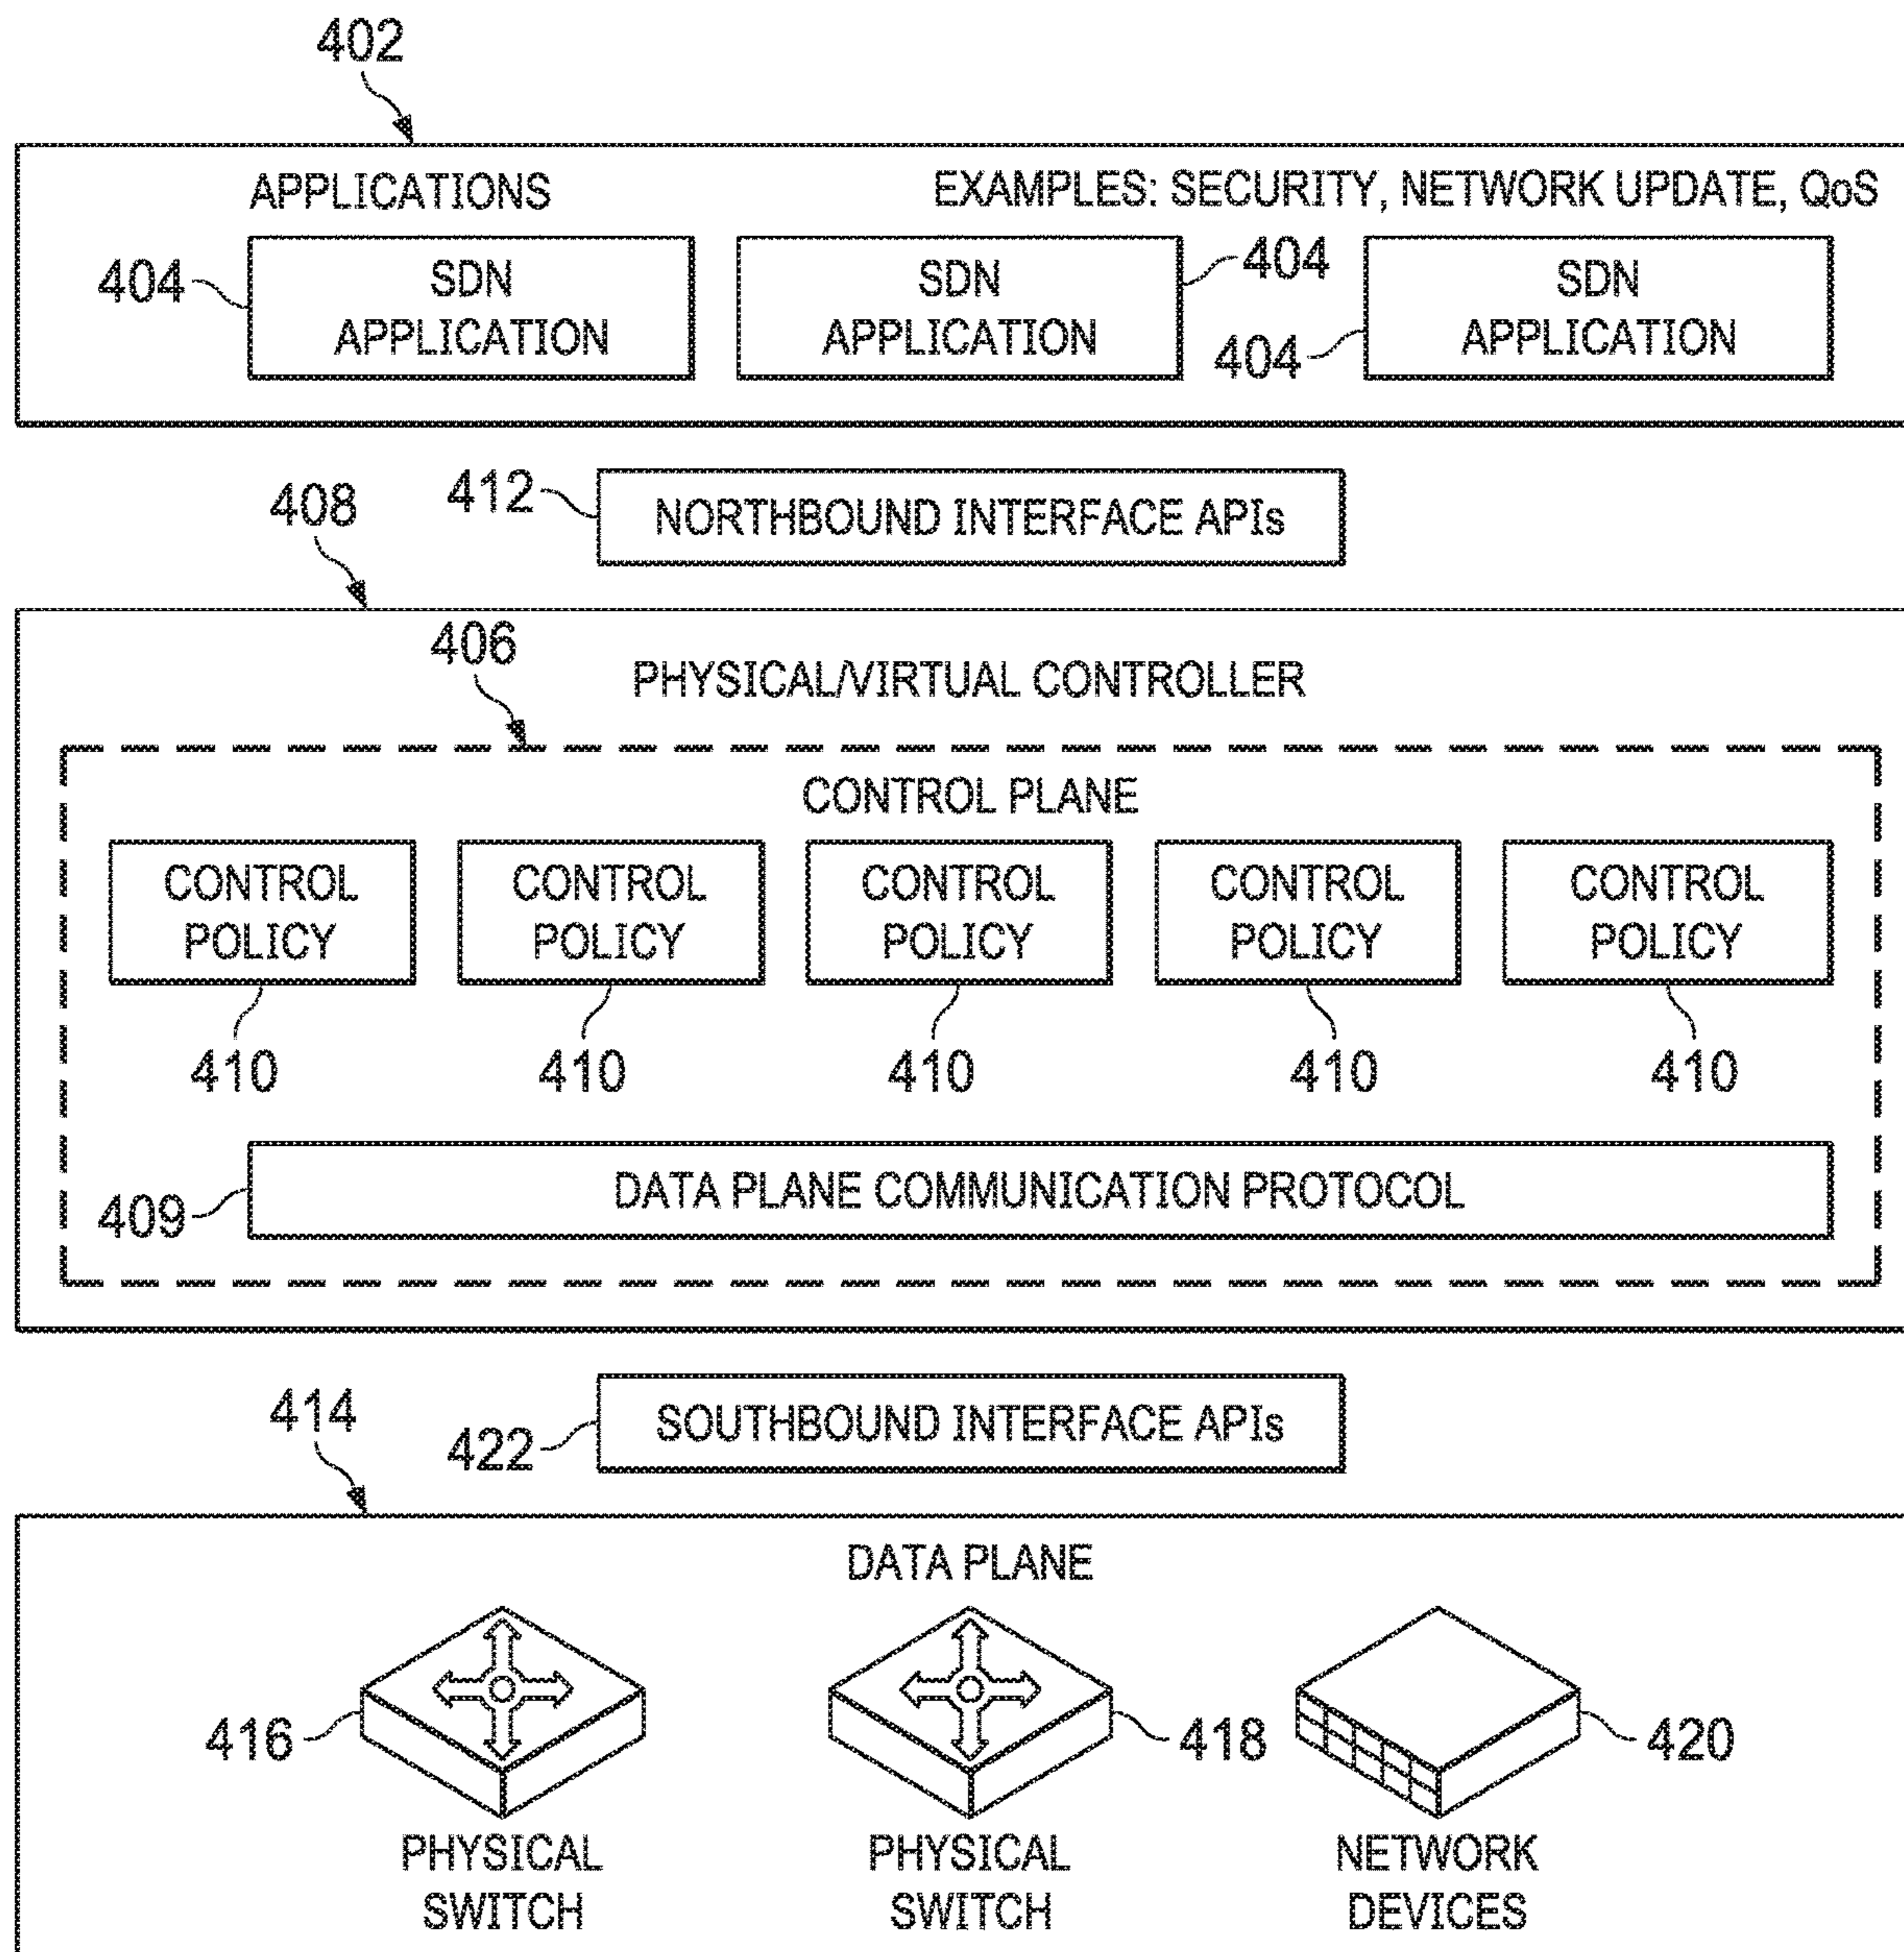 402
APPLICATIONS EXAMPLES: SECURITY, NETWORK UPDATE, QoS
404 SDN APPLICATION
SDN APPLICATION 404
404 SDN APPLICATION
412 NORTHBOUND INTERFACE APIs
408
406
PHYSICAL/VIRTUAL CONTROLLER
CONTROL PLANE
CONTROL CONTROL CONTROL CONTROL CONTROL
POLICY POLICY POLICY POLICY POLICY
410 410 410 410 410
409 DATA PLANE COMMUNICATION PROTOCOL
414
422 SOUTHBOUND INTERFACE APIs
DATA PLANE
416 418 420
PHYSICAL PHYSICAL NETWORK
SWITCH SWITCH DEVICES